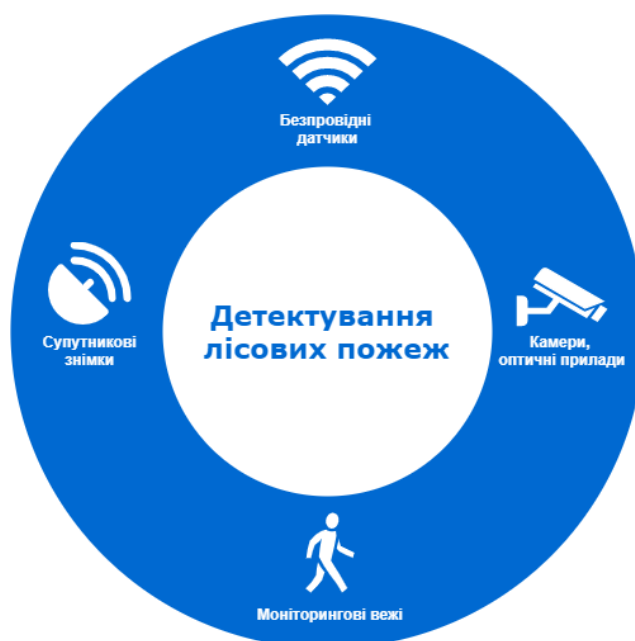 Безпровідні
датчики
Супутникові
знімки
Детектування
лісових пожеж
Камери,
оптичні прилади
Моніторингові вежі